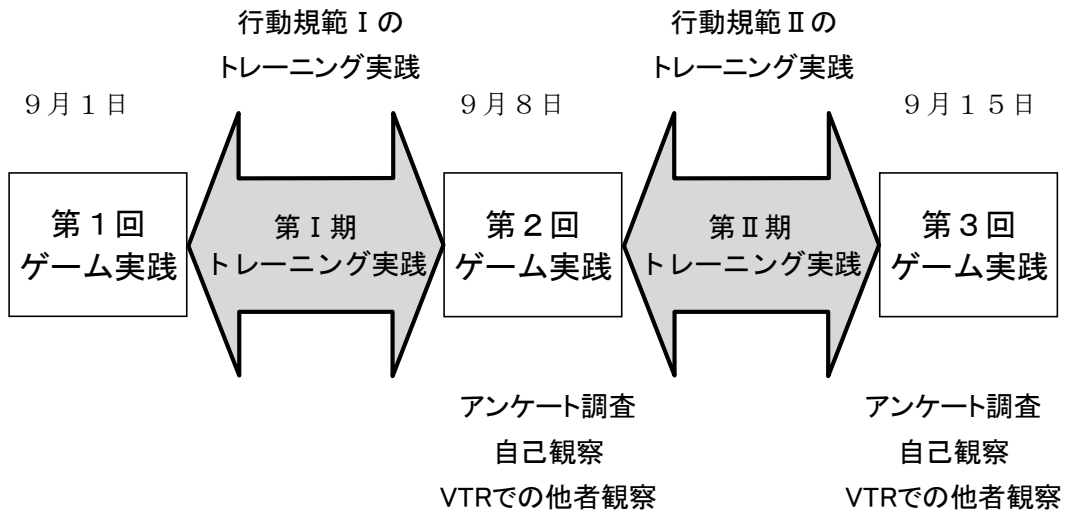 行動規範Ⅰの
トレーニング実践
行動規範Ⅱの
トレーニング実践
9月1日
9月8日
9月15日
第1回
ゲーム実践
第Ⅰ期
トレーニング実践
第2回
ゲーム実践
第Ⅱ期
トレーニング実践
第3回
ゲーム実践
アンケート調査
自己観察
VTRでの他者観察
アンケート調査
自己観察
VTRでの他者観察